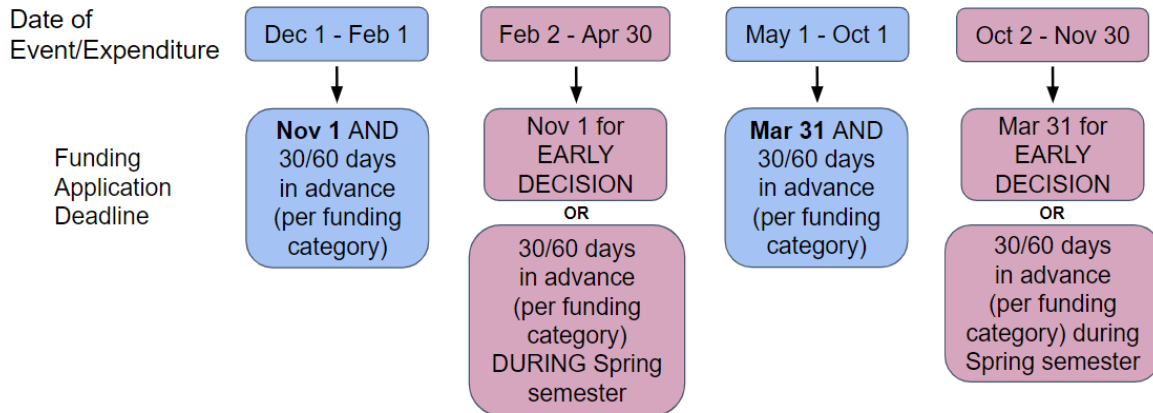 Date of
Event/Expenditure
Dec 1 - Feb 1
Feb 2 - Apr 30
May 1 - Oct 1
Oct 2 - Nov 30
Funding
Application
Deadline
Nov 1 AND
30/60 days
in advance
(per funding
category)
Nov 1 for
EARLY
DECISION
OR
30/60 days
in advance
(per funding
category)
DURING Spring
semester
Mar 31 AND
30/60 days
in advance
(per funding
category)
Mar 31 for
EARLY
DECISION
OR
30/60 days
in advance
(per funding
category) during
Spring semester